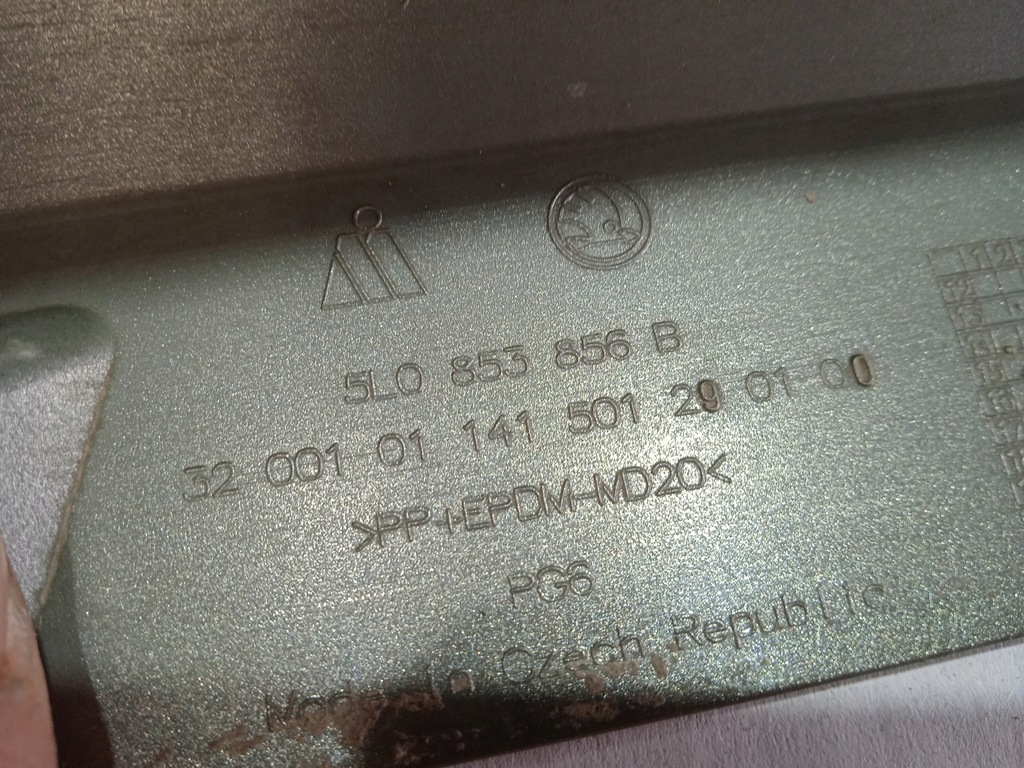 5L0 853 856 B
32 001 01 141 501 29 01 00
>PP+EPDM-MD20<
PG6
Made In Czech Republic
12